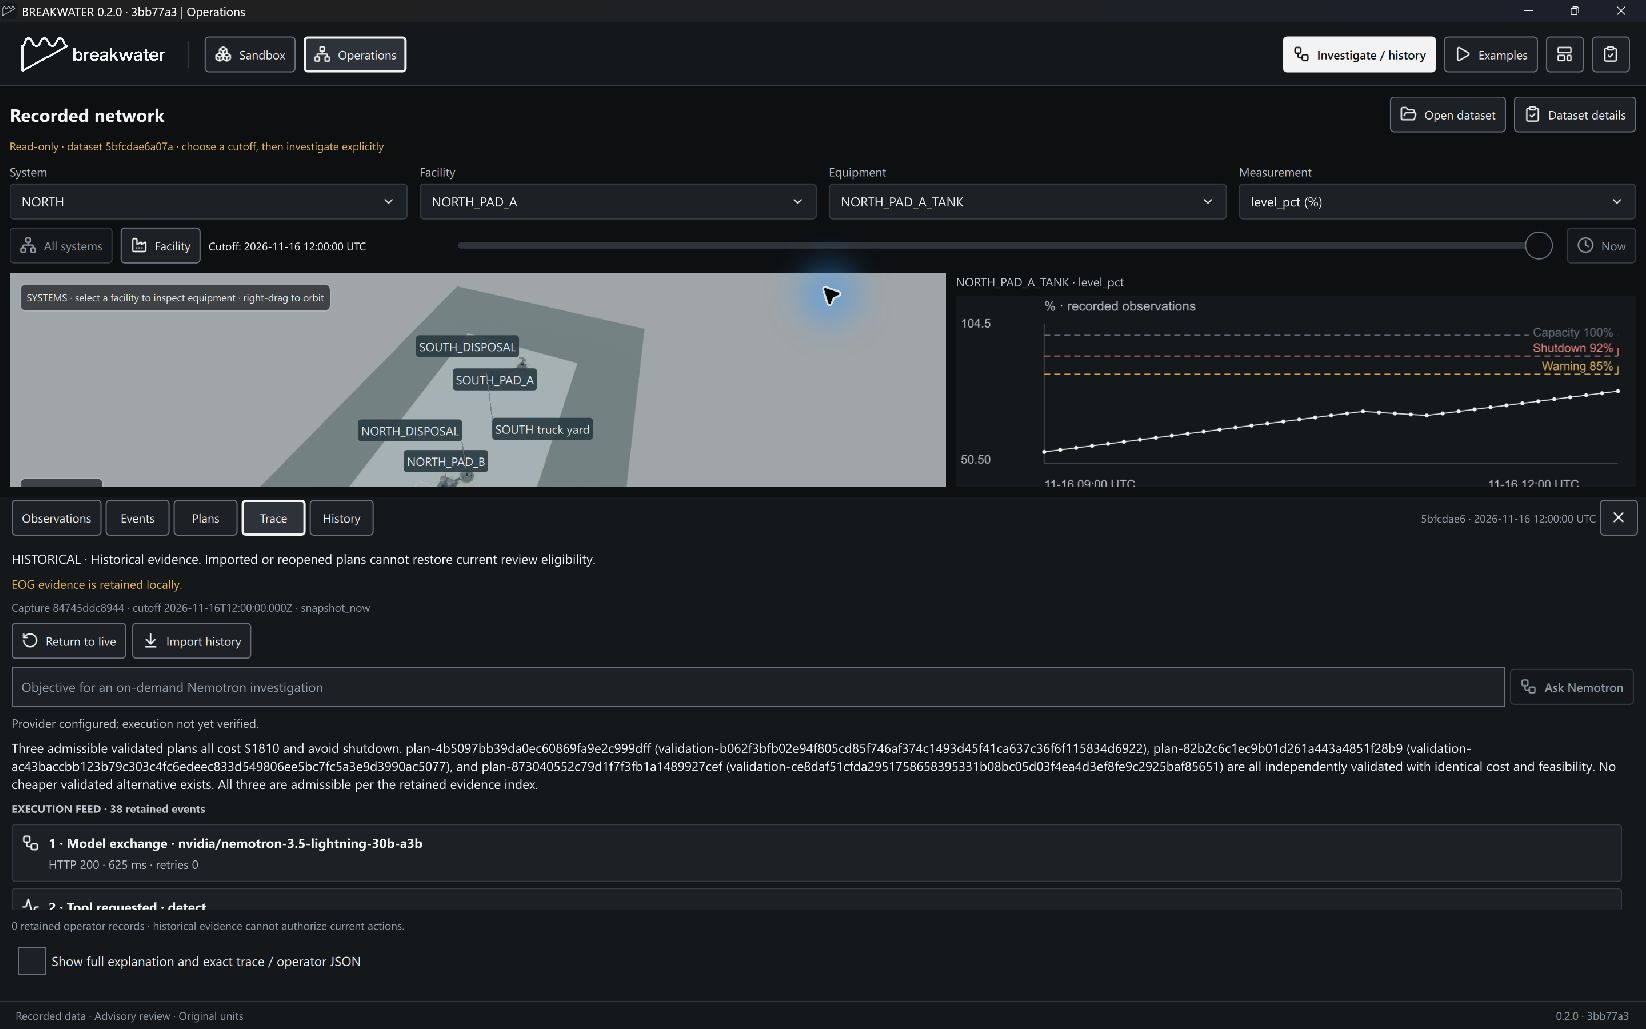 BREAKWATER 0.2.0 · 3bb77a3 | Operations
breakwater
Sandbox
Operations
Investigate / history
Examples
Recorded network
Open dataset
Dataset details
Read-only · dataset 5bfcdae6a07a · choose a cutoff, then investigate explicitly
System
Facility
Equipment
Measurement
NORTH
NORTH_PAD_A
NORTH_PAD_A_TANK
level_pct (%)
All systems
Facility
Cutoff: 2026-11-16 12:00:00 UTC
Now
SYSTEMS · select a facility to inspect equipment · right-drag to orbit
SOUTH_DISPOSAL
SOUTH_PAD_A
NORTH_DISPOSAL
SOUTH truck yard
NORTH_PAD_B
NORTH_PAD_A_TANK · level_pct
% · recorded observations
104.5
Capacity 100%
Shutdown 92%
Warning 85%
50.50
11-16 09:00 UTC
11-16 12:00 UTC
Observations
Events
Plans
Trace
History
5bfcdae6 · 2026-11-16 12:00:00 UTC
HISTORICAL · Historical evidence. Imported or reopened plans cannot restore current review eligibility.
EOG evidence is retained locally.
Capture 84745ddc8944 · cutoff 2026-11-16T12:00:00.000Z · snapshot_now
Return to live
Import history
Objective for an on-demand Nemotron investigation
Ask Nemotron
Provider configured; execution not yet verified.
Three admissible validated plans all cost $1810 and avoid shutdown. plan-4b5097bb39da0ec60869fa9e2c999dff (validation-b062f3bfb02e94f805cd85f746af374c1493d45f41ca637c36f6f115834d6922), plan-82b2c6c1ec9b01d261a443a4851f28b9 (validation-
ac43baccbb123b79c303c4fc6edeec833d549806ee5bc7fc5a3e9d3990ac5077), and plan-873040552c79d1f7f3fb1a1489927cef (validation-ce8daf51cfda2951758658395331b08bc05d03f4ea4d3ef8fe9c2925baf85651) are all independently validated with identical cost and feasibility. No
cheaper validated alternative exists. All three are admissible per the retained evidence index.
EXECUTION FEED · 38 retained events
1 · Model exchange · nvidia/nemotron-3.5-lightning-30b-a3b
HTTP 200 · 625 ms · retries 0
2 · Tool requested · detect
0 retained operator records · historical evidence cannot authorize current actions.
Show full explanation and exact trace / operator JSON
Recorded data · Advisory review · Original units
0.2.0 · 3bb77a3